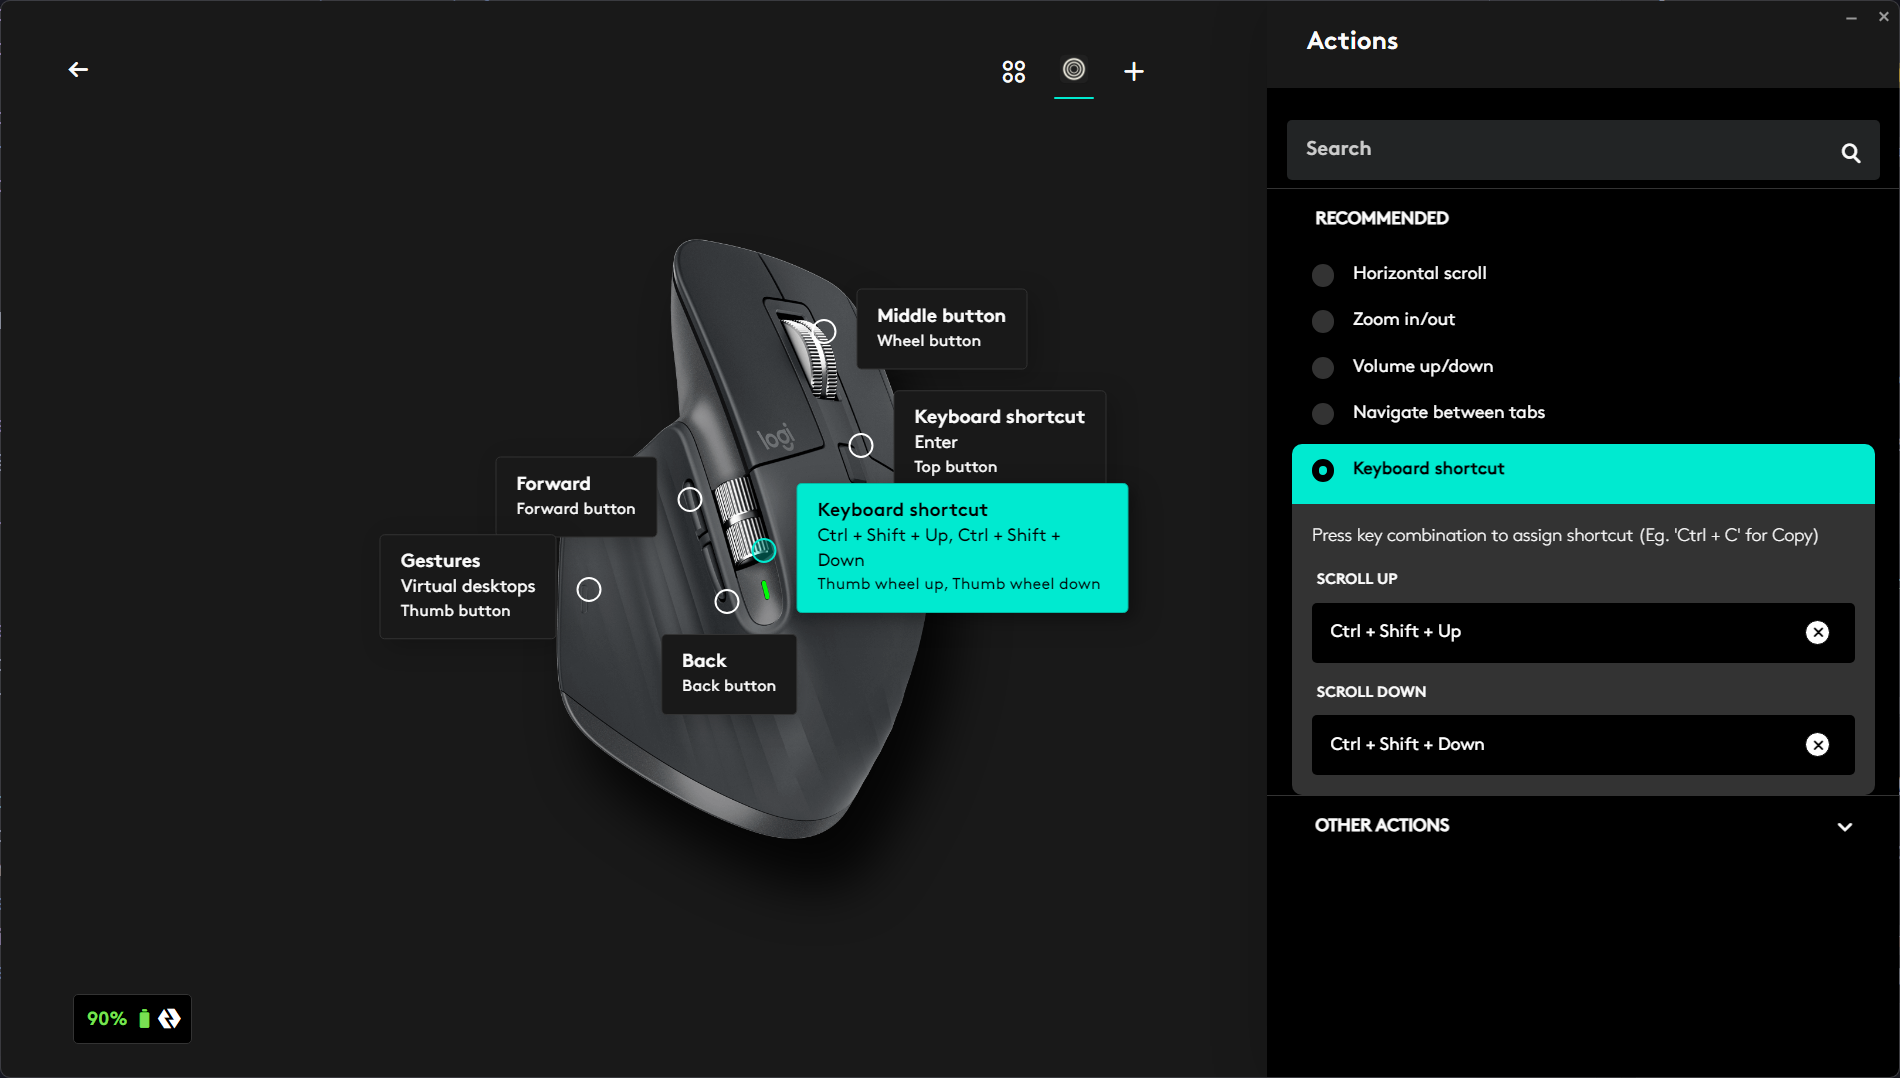 Actions
Search
RECOMMENDED
Horizontal scroll
Zoom in/out
Volume up/down
Navigate between tabs
Keyboard shortcut
Press key combination to assign shortcut (Eg. 'Ctrl + C' for Copy)
SCROLL UP
Ctrl + Shift + Up
SCROLL DOWN
Ctrl + Shift + Down
OTHER ACTIONS
Middle button
Wheel button
Keyboard shortcut
Enter
Top button
logi
Forward
Forward button
Keyboard shortcut
Ctrl + Shift + Up, Ctrl + Shift +
Down
Thumb wheel up, Thumb wheel down
Gestures
Virtual desktops
Thumb button
Back
Back button
90%